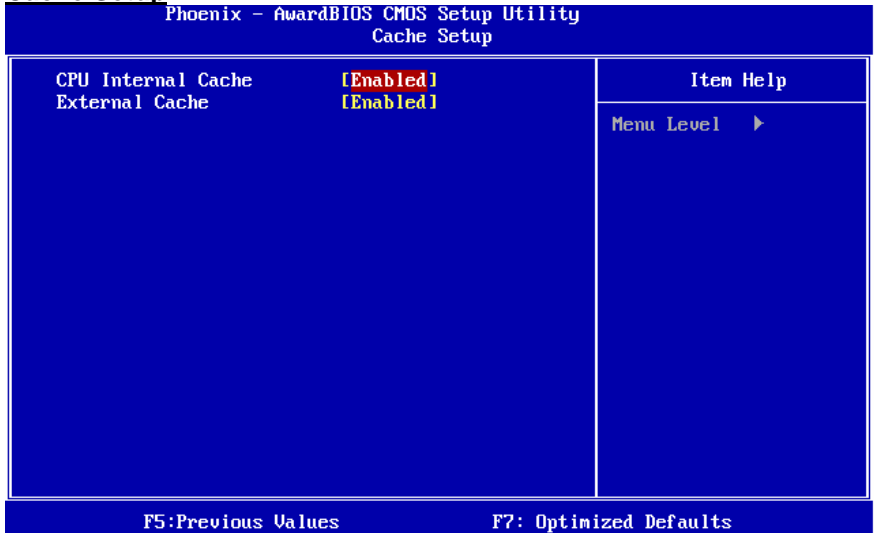 Phoenix - AwardBIOS CMOS Setup Utility
Cache Setup
CPU Internal Cache [Enabled]
External Cache [Enabled]
Item Help
Menu Level ▶
F5:Previous Values F7: Optimized Defaults